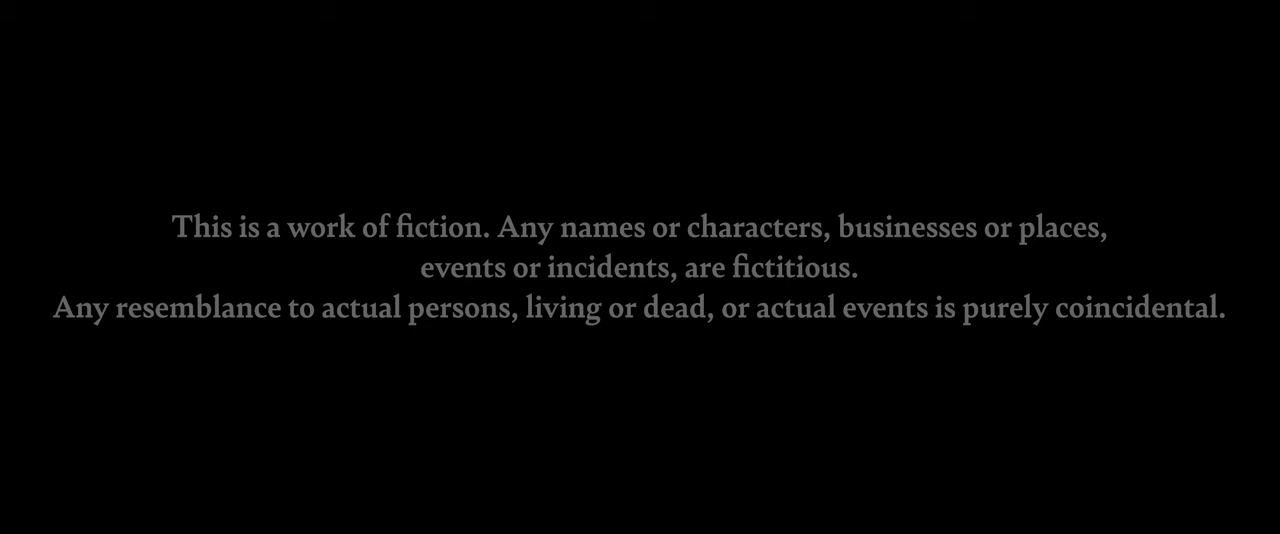 This is a work of fiction. Any names or characters, businesses or places,
events or incidents, are fictitious.
Any resemblance to actual persons, living or dead, or actual events is purely coincidental.